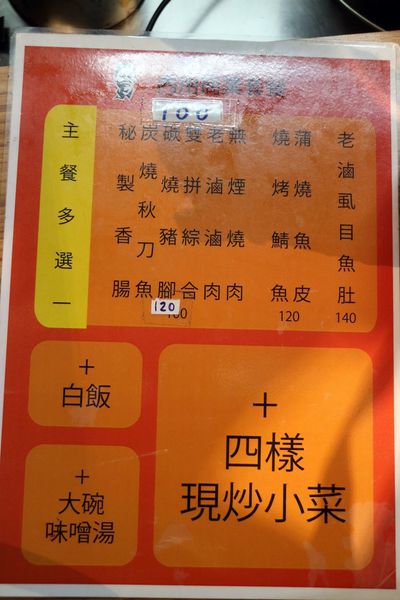 100
主餐多選一
秘製香腸
炭燒秋刀魚
碳燒豬腳
雙拼綜合
老滷滷肉
無煙燒肉
120
燒烤鯖魚
蒲燒魚皮
120
老滷虱目魚肚
140
+
白飯
+
大碗
味噌湯
+
四樣
現炒小菜